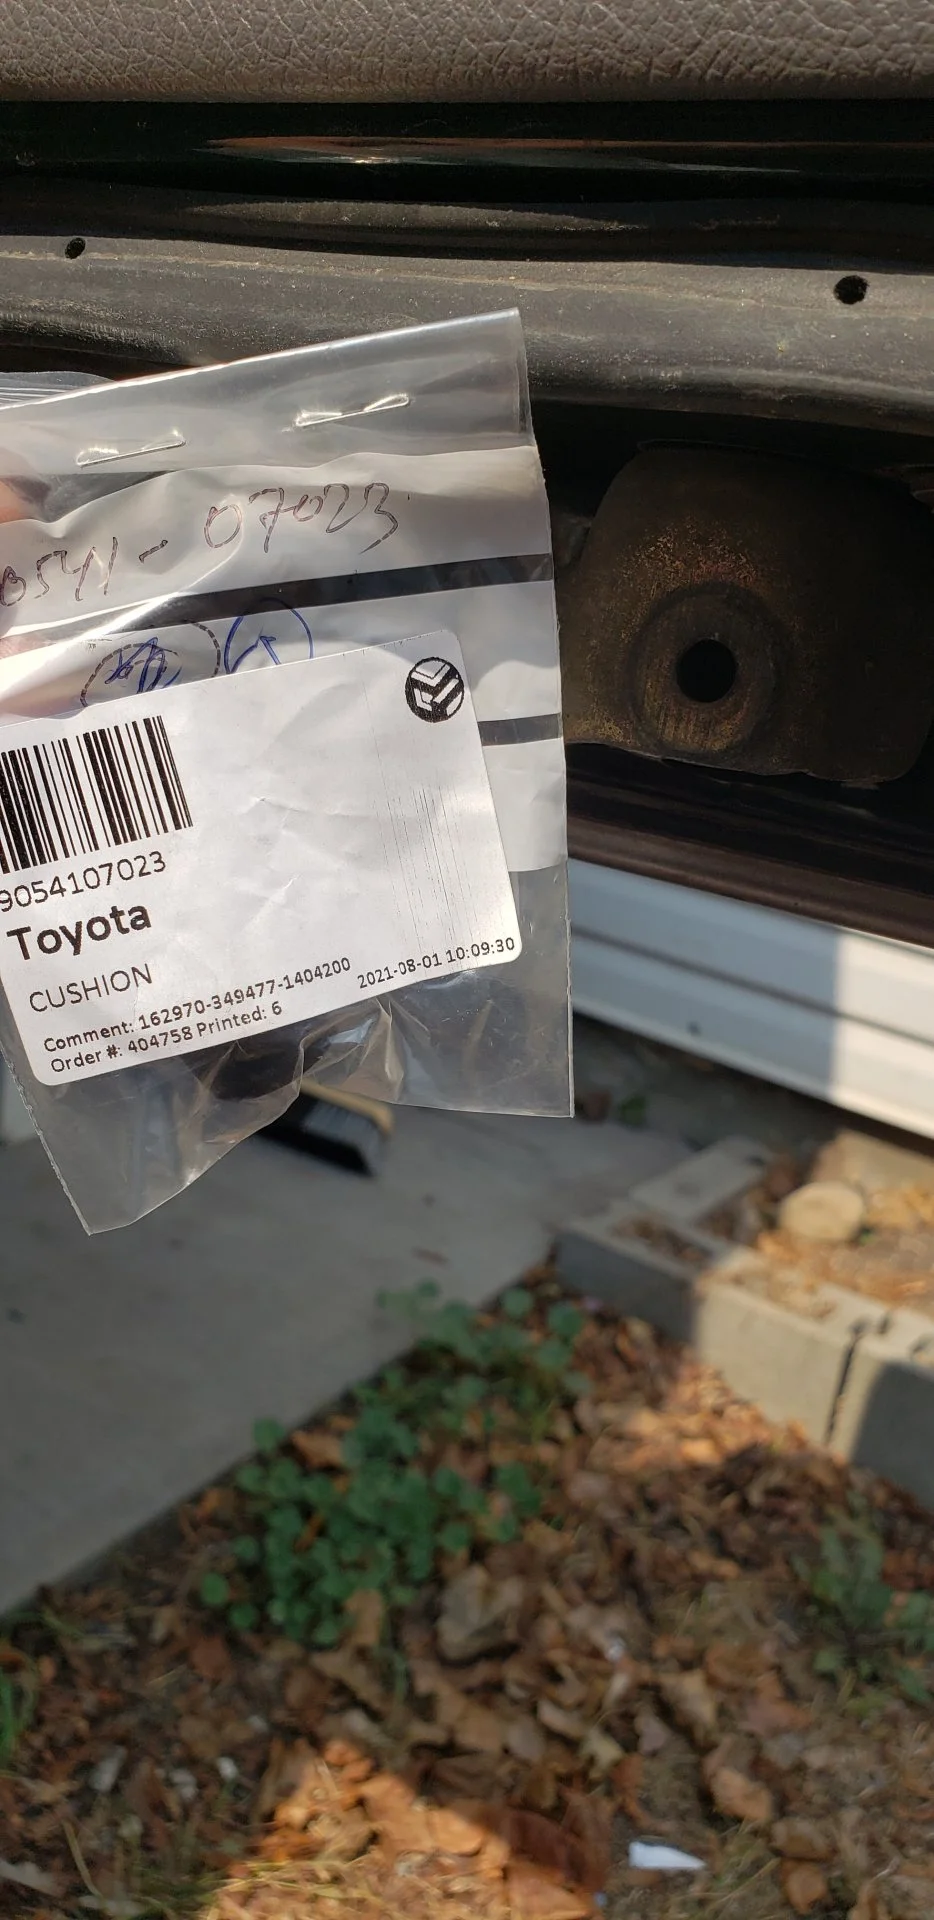 0541-07023
9054107023
Toyota
CUSHION
Comment: 162970-349477-1404200
Order #: 404758 Printed: 6 2021-08-01 10:09:30